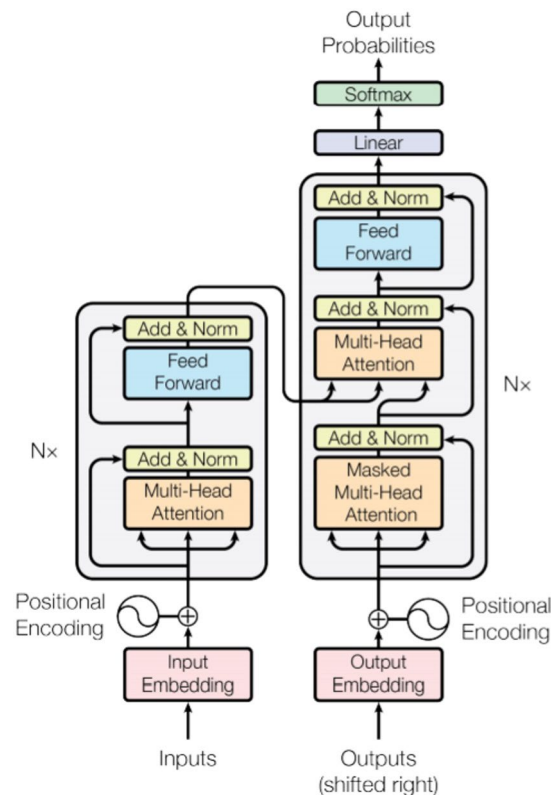 Output
Probabilities
Softmax
Linear
Add & Norm
Feed
Forward
Add & Norm
Multi-Head
Attention
Add & Norm
Masked
Multi-Head
Attention
N×
Add & Norm
Feed
Forward
Add & Norm
Multi-Head
Attention
N×
Positional
Encoding
Positional
Encoding
Input
Embedding
Output
Embedding
Inputs
Outputs
(shifted right)